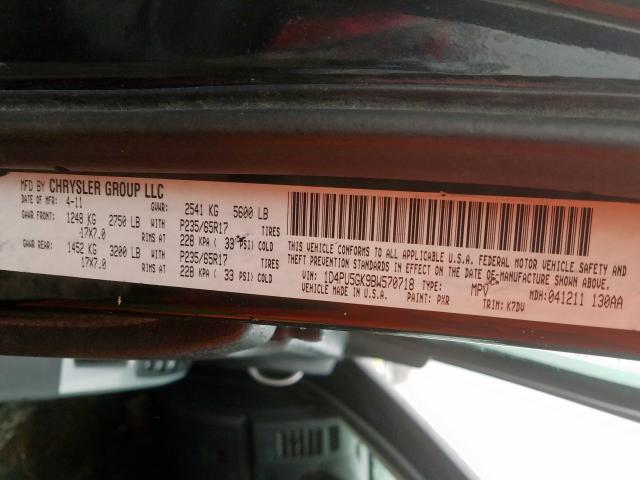 MFD BY CHRYSLER GROUP LLC
DATE OF MFR: 4-11 GVWR: 2541 KG 5600 LB
GAWR FRONT: 1248 KG 2750 LB WITH P235/65R17 TIRES
17X7.0 RIMS AT 228 KPA ( 33 PSI) COLD
GAWR REAR: 1452 KG 3200 LB WITH P235/65R17 TIRES
17X7.0 RIMS AT 228 KPA ( 33 PSI) COLD
THIS VEHICLE CONFORMS TO ALL APPLICABLE U.S.A. FEDERAL MOTOR VEHICLE SAFETY AND
THEFT PREVENTION STANDARDS IN EFFECT ON THE DATE OF MANUFACTURE SHOWN ABOVE.
VIN: 1D4PU5GK9BW570718 TYPE: MPV MDH: 041211 130AA
VEHICLE MADE IN U.S.A. PAINT: PXR TRIM: K7DV